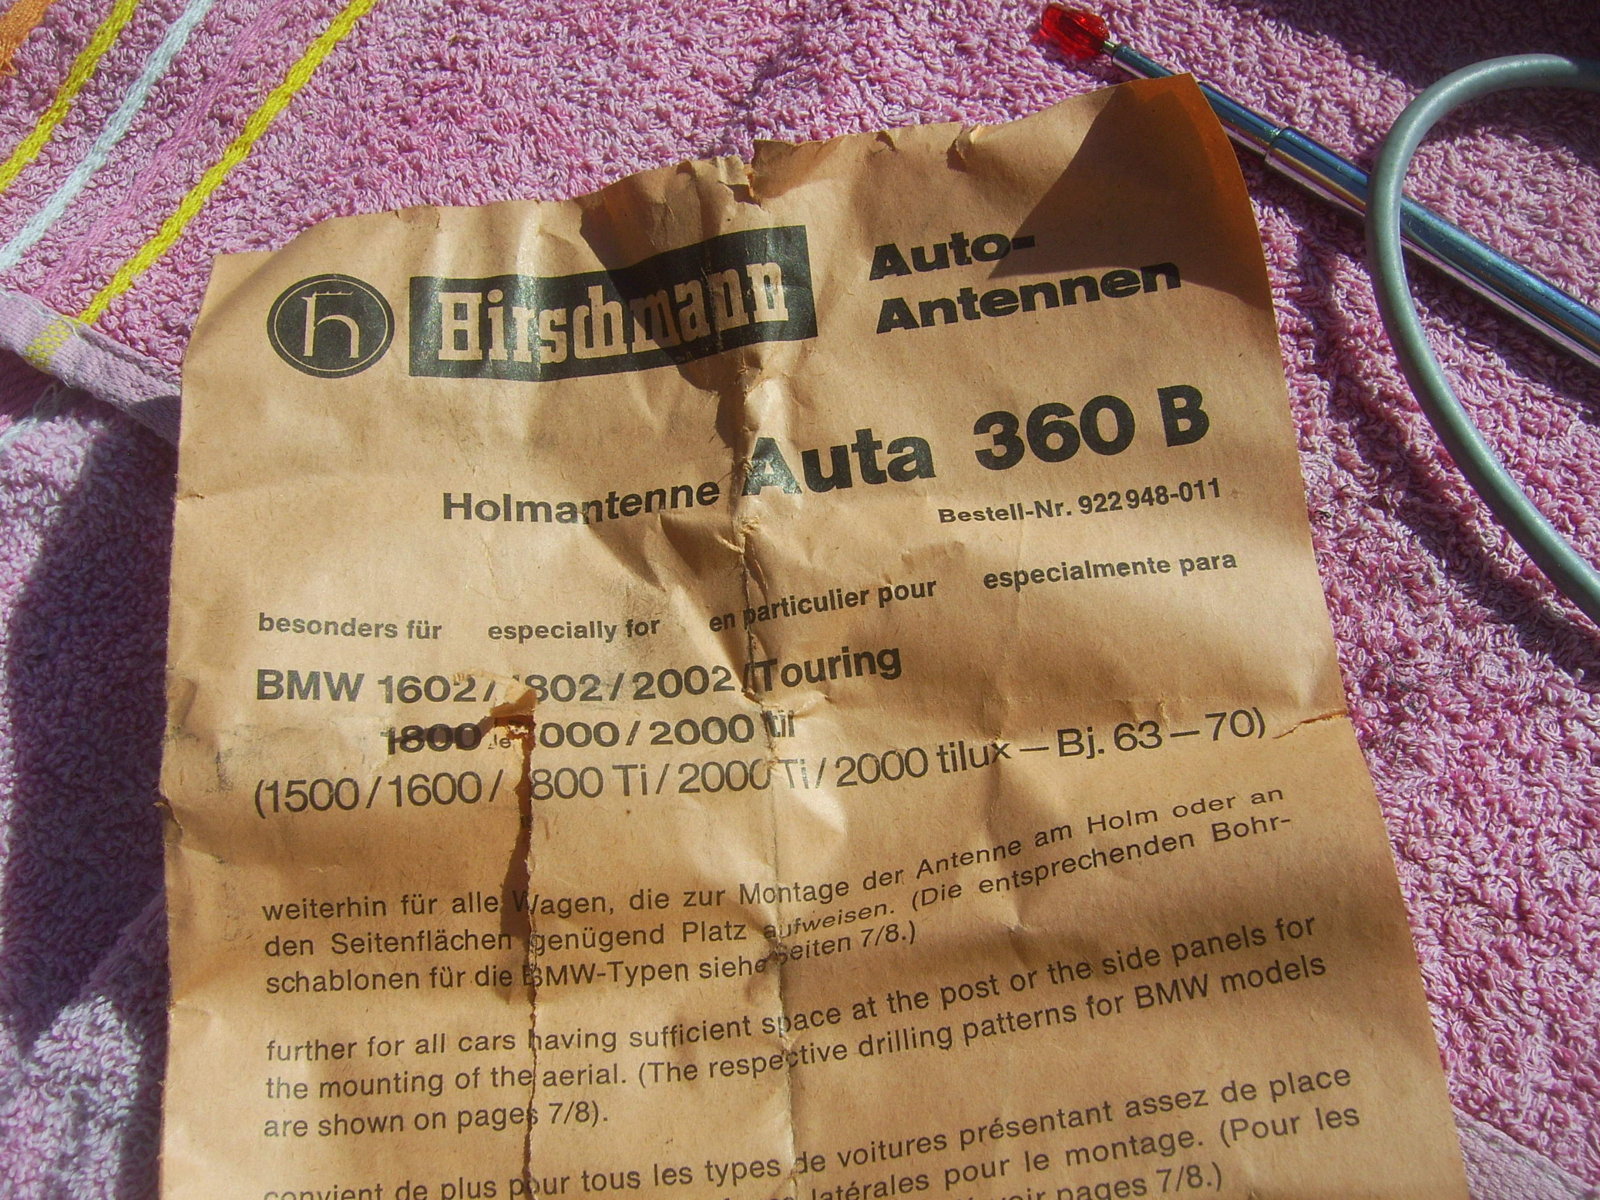 h Hirschmann Auto-
Antennen
Holmantenne Auta 360 B
Bestell-Nr. 922 948-011
besonders für especially for en particulier pour especialmente para
BMW 1602/ 802/2002/Touring
1800 000/2000 tii
(1500/1600/ 800 Ti/2000 Ti/2000 tilux — Bj. 63 — 70)
weiterhin für alle Wagen, die zur Montage der Antenne am Holm oder an
den Seitenflächen genügend Platz aufweisen. (Die entsprechenden Bohr-
schablonen für die BMW-Typen siehe Seiten 7/8.)
further for all cars having sufficient space at the post or the side panels for
the mounting of the aerial. (The respective drilling patterns for BMW models
are shown on pages 7/8).
convient de plus pour tous les types de voitures présentant assez de place
latérales pour le montage. (Pour les
voir pages 7/8.)